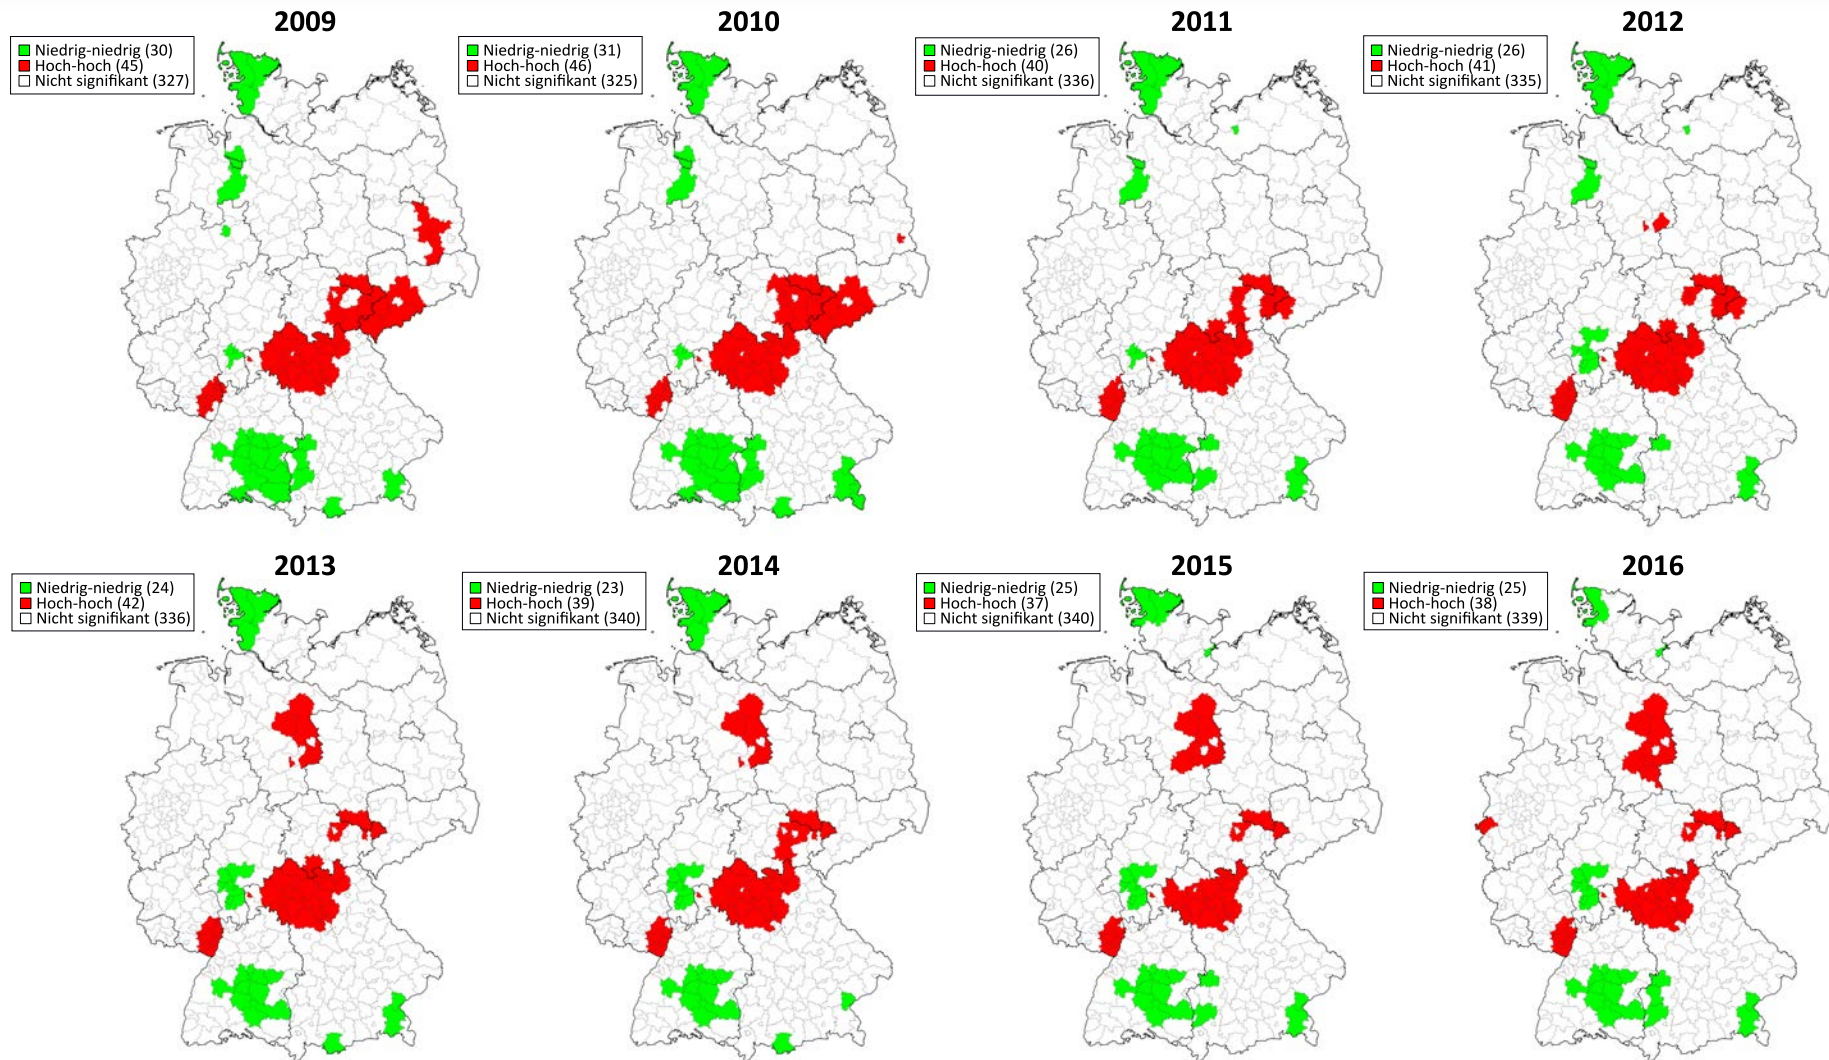 2009
Niedrig-niedrig (30)
Hoch-hoch (45)
Nicht signifikant (327)
2010
Niedrig-niedrig (31)
Hoch-hoch (46)
Nicht signifikant (325)
2011
Niedrig-niedrig (26)
Hoch-hoch (40)
Nicht signifikant (336)
2012
Niedrig-niedrig (26)
Hoch-hoch (41)
Nicht signifikant (335)
2013
Niedrig-niedrig (24)
Hoch-hoch (42)
Nicht signifikant (336)
2014
Niedrig-niedrig (23)
Hoch-hoch (39)
Nicht signifikant (340)
2015
Niedrig-niedrig (25)
Hoch-hoch (37)
Nicht signifikant (340)
2016
Niedrig-niedrig (25)
Hoch-hoch (38)
Nicht signifikant (339)